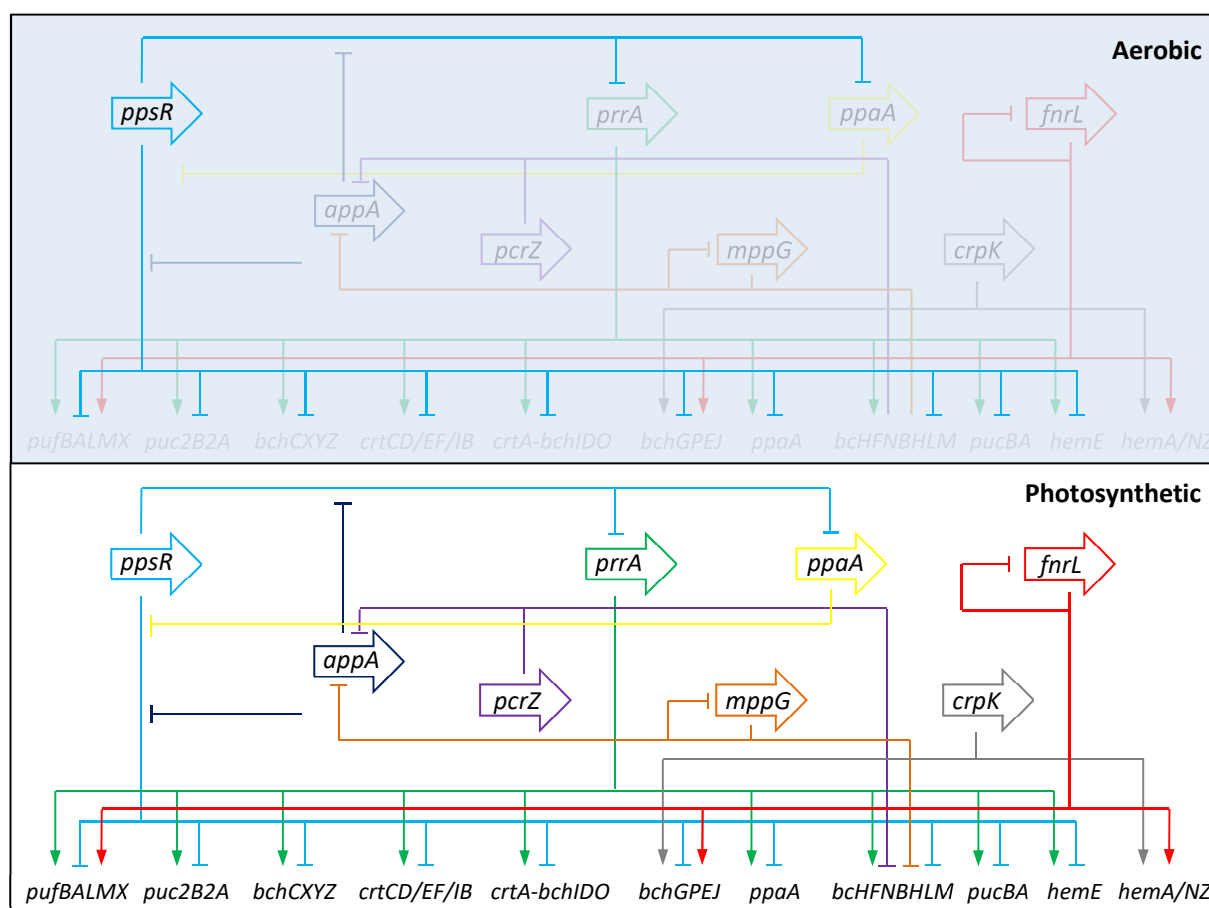 Aerobic
ppsR prrA ppaA fnrL
appA pcrZ mppG crpK
pufBALMX puc2B2A bchCXYZ crtCD/EF/IB crtA-bchIDO bchGPEJ ppaA bcHFNBHLM pucBA hemE hemA/NZ
Photosynthetic
ppsR prrA ppaA fnrL
appA pcrZ mppG crpK
pufBALMX puc2B2A bchCXYZ crtCD/EF/IB crtA-bchIDO bchGPEJ ppaA bcHFNBHLM pucBA hemE hemA/NZ